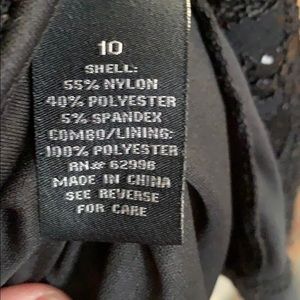 10
SHELL:
55% NYLON
40% POLYESTER
5% SPANDEX
COMBO/LINING:
100% POLYESTER
RN# 62996
MADE IN CHINA
SEE REVERSE
FOR CARE